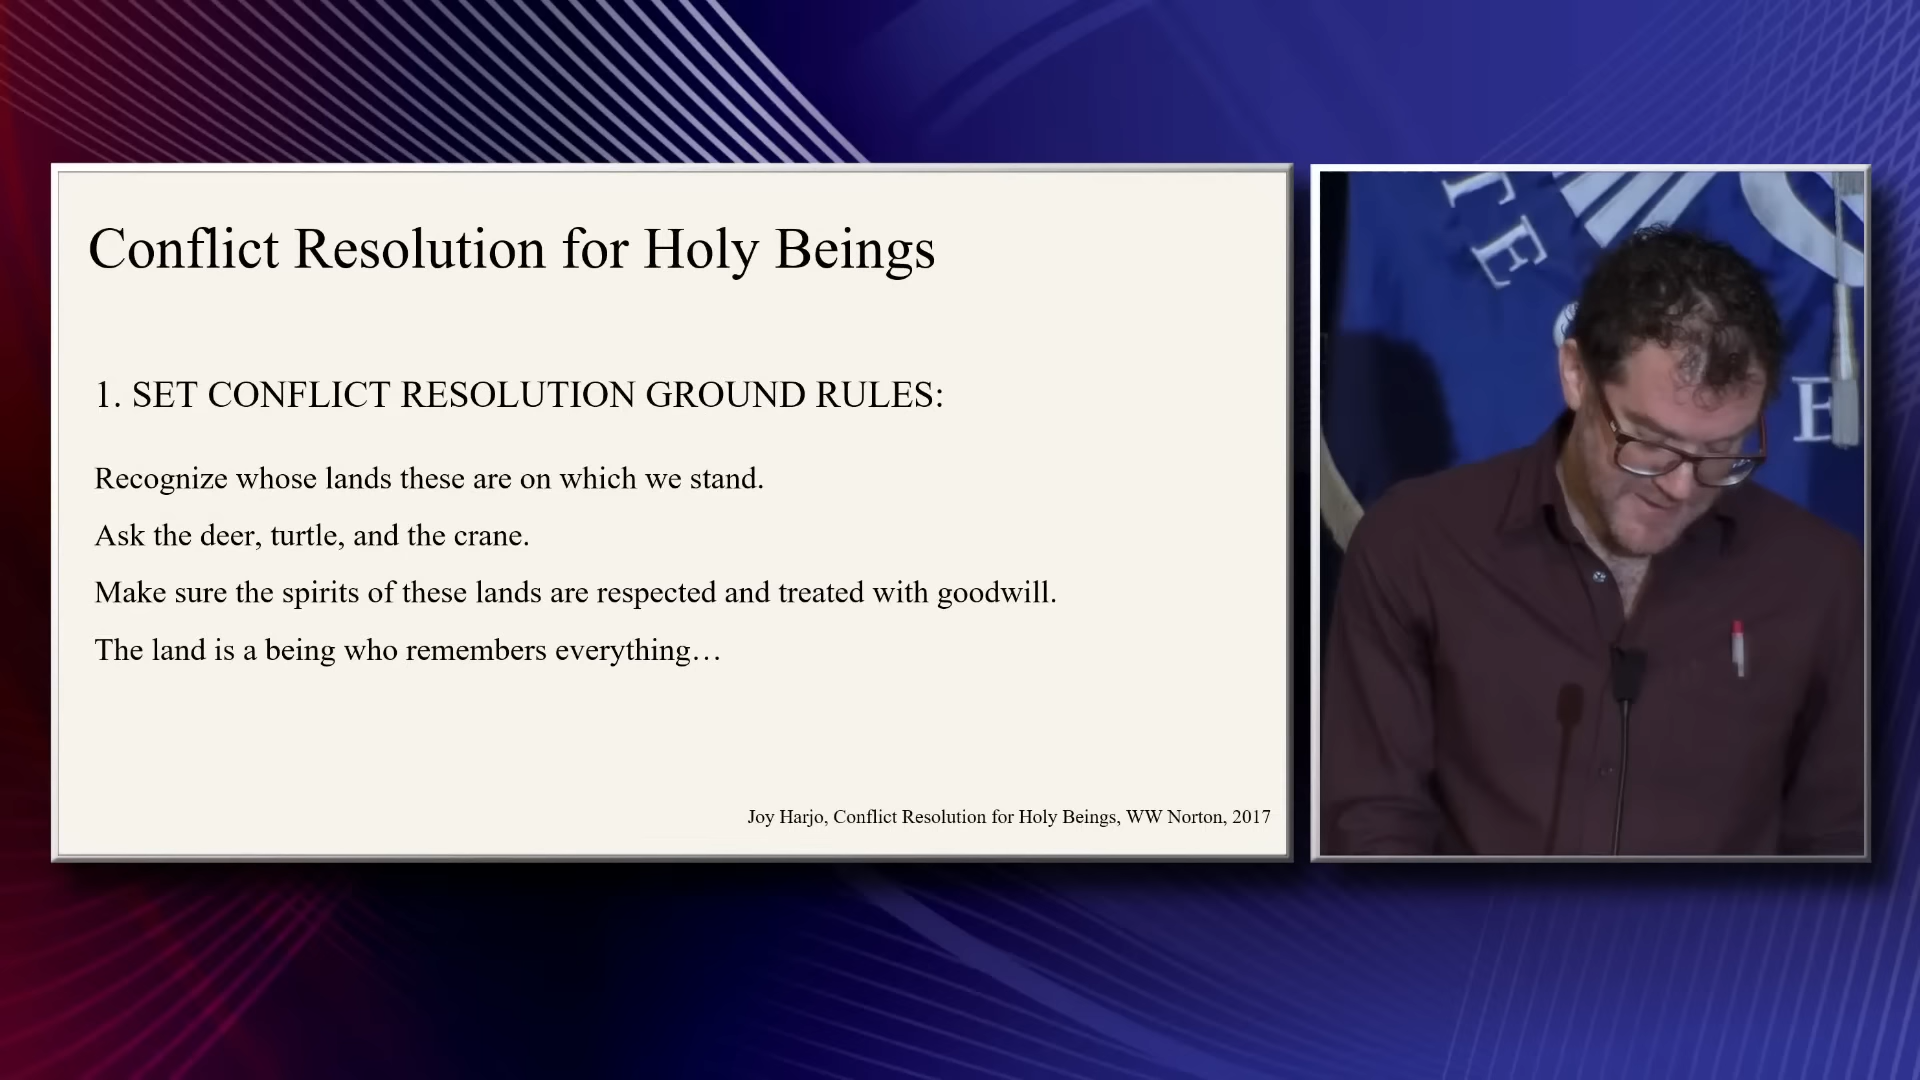 Conflict Resolution for Holy Beings
1. SET CONFLICT RESOLUTION GROUND RULES:
Recognize whose lands these are on which we stand.
Ask the deer, turtle, and the crane.
Make sure the spirits of these lands are respected and treated with goodwill.
The land is a being who remembers everything…
Joy Harjo, Conflict Resolution for Holy Beings, WW Norton, 2017